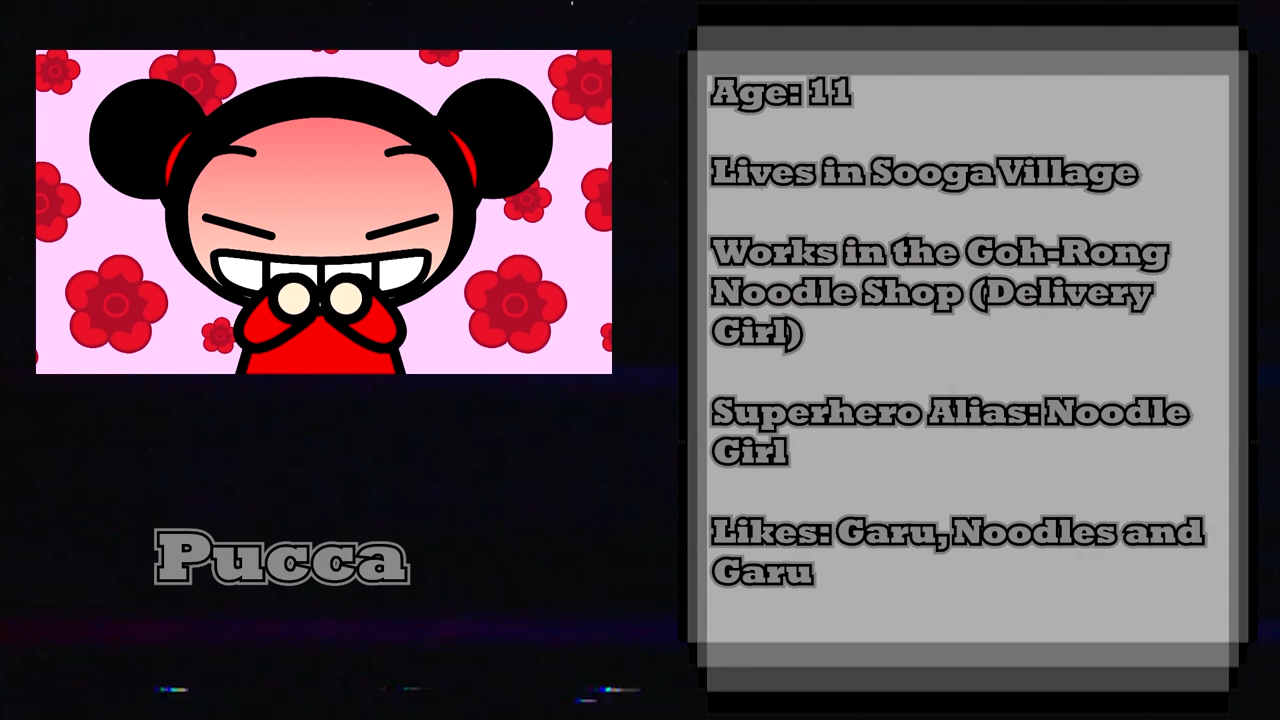 Age: 11
Lives in Sooga Village
Works in the Goh-Rong
Noodle Shop (Delivery
Girl)
Superhero Alias: Noodle
Girl
Likes: Garu, Noodles and
Garu
Pucca